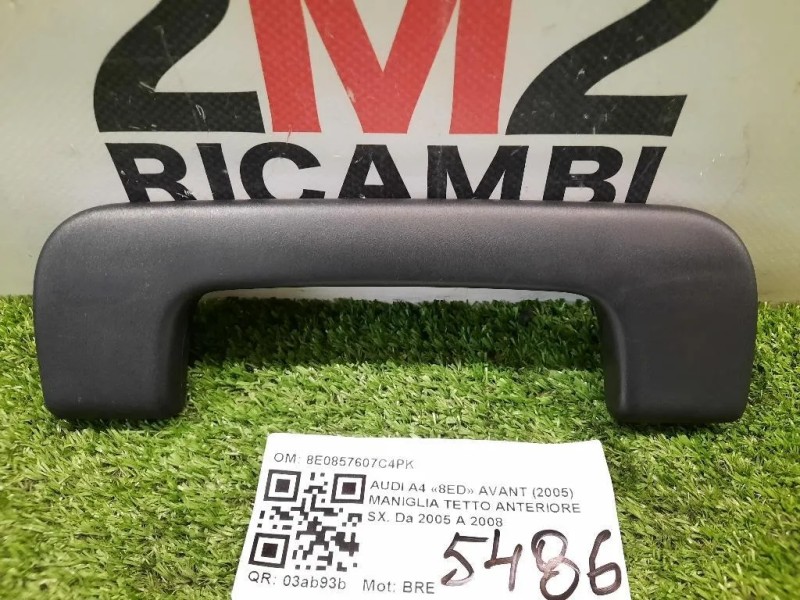 2M2
RICAMBI
OM: 8E0857607C4PK
AUDI A4 «8ED» AVANT (2005)
MANIGLIA TETTO ANTERIORE
SX. Da 2005 A 2008
5486
QR: 03ab93b Mot: BRE